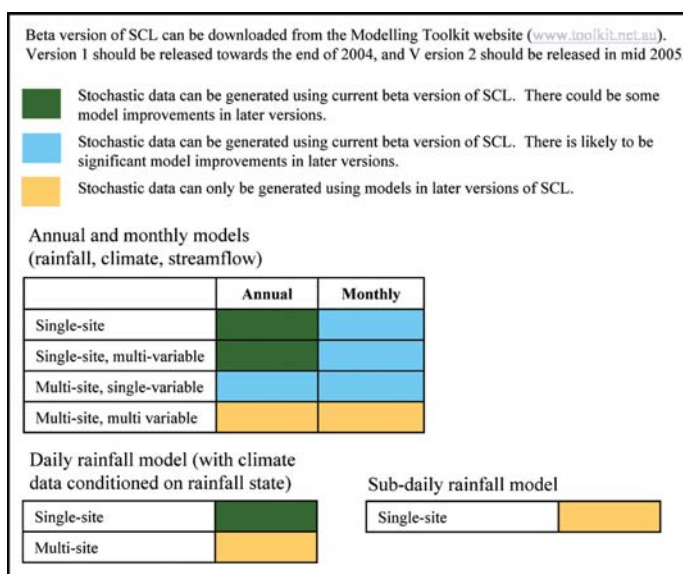 Beta version of SCL can be downloaded from the Modelling Toolkit website (www.toolkit.net.au).
Version 1 should be released towards the end of 2004, and V ersion 2 should be released in mid 2005.
Stochastic data can be generated using current beta version of SCL. There could be some
model improvements in later versions.
Stochastic data can be generated using current beta version of SCL. There is likely to be
significant model improvements in later versions.
Stochastic data can only be generated using models in later versions of SCL.
Annual and monthly models
(rainfall, climate, streamflow)
Annual Monthly
Single-site
Single-site, multi-variable
Multi-site, single-variable
Multi-site, multi variable
Daily rainfall model (with climate
data conditioned on rainfall state)
Single-site
Multi-site
Sub-daily rainfall model
Single-site